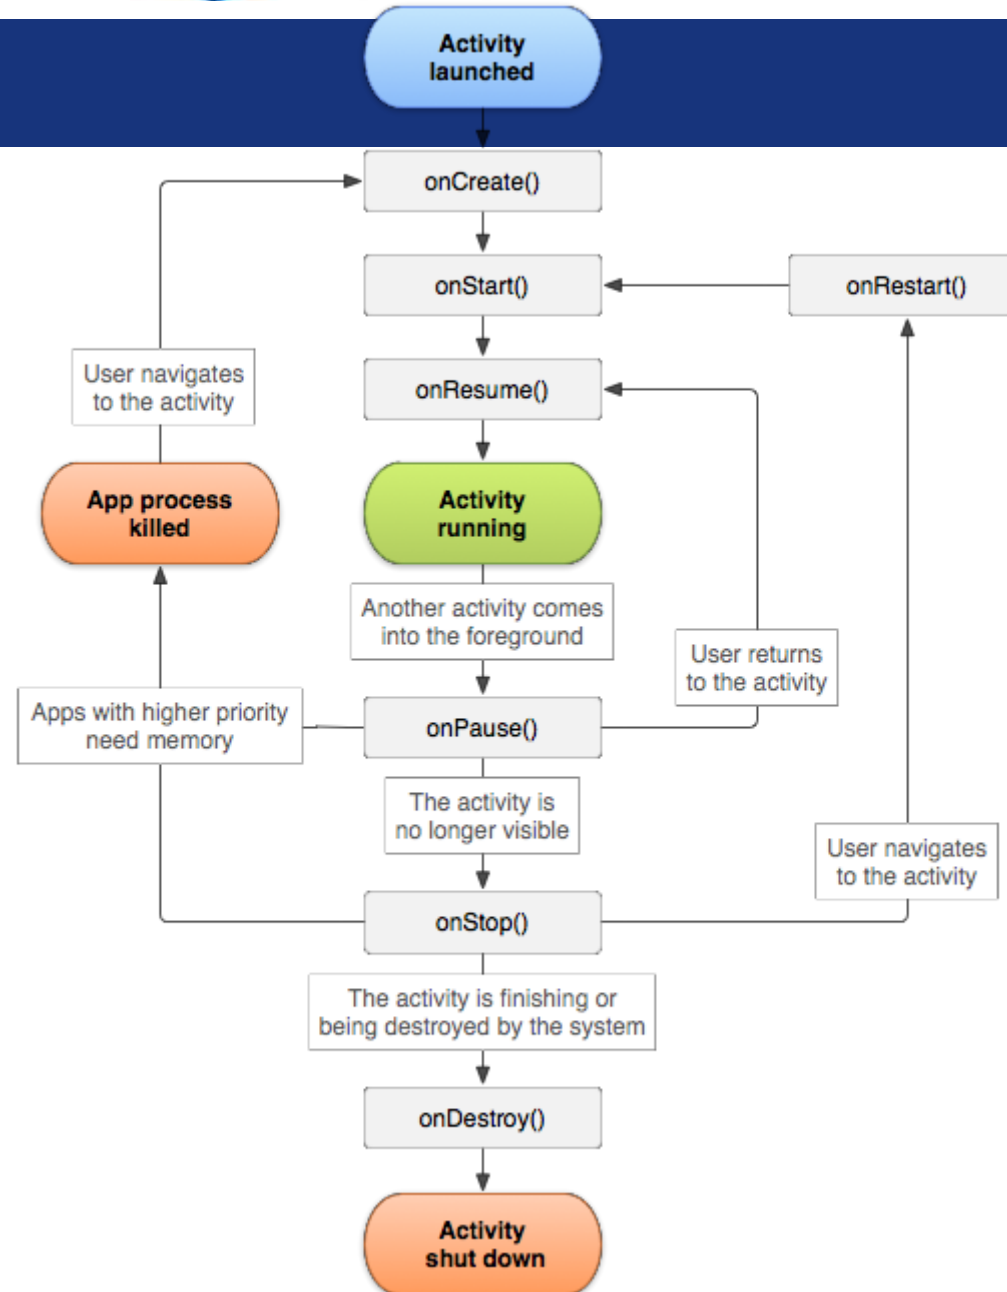 Activity
launched
onCreate()
onStart()
onRestart()
User navigates
to the activity
onResume()
App process
killed
Activity
running
Another activity comes
into the foreground
User returns
to the activity
Apps with higher priority
need memory
onPause()
The activity is
no longer visible
User navigates
to the activity
onStop()
The activity is finishing or
being destroyed by the system
onDestroy()
Activity
shut down